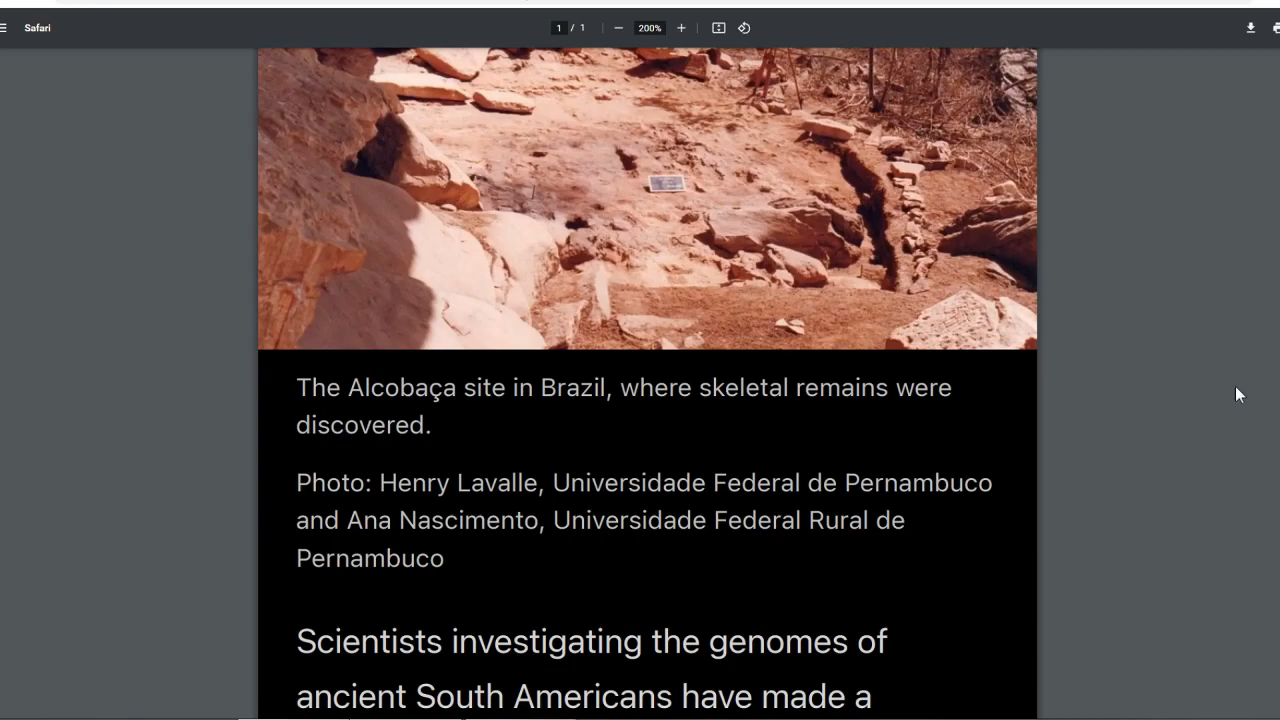 Safari
1 / 1
200%
The Alcobaça site in Brazil, where skeletal remains were
discovered.
Photo: Henry Lavalle, Universidade Federal de Pernambuco
and Ana Nascimento, Universidade Federal Rural de
Pernambuco
Scientists investigating the genomes of
ancient South Americans have made a